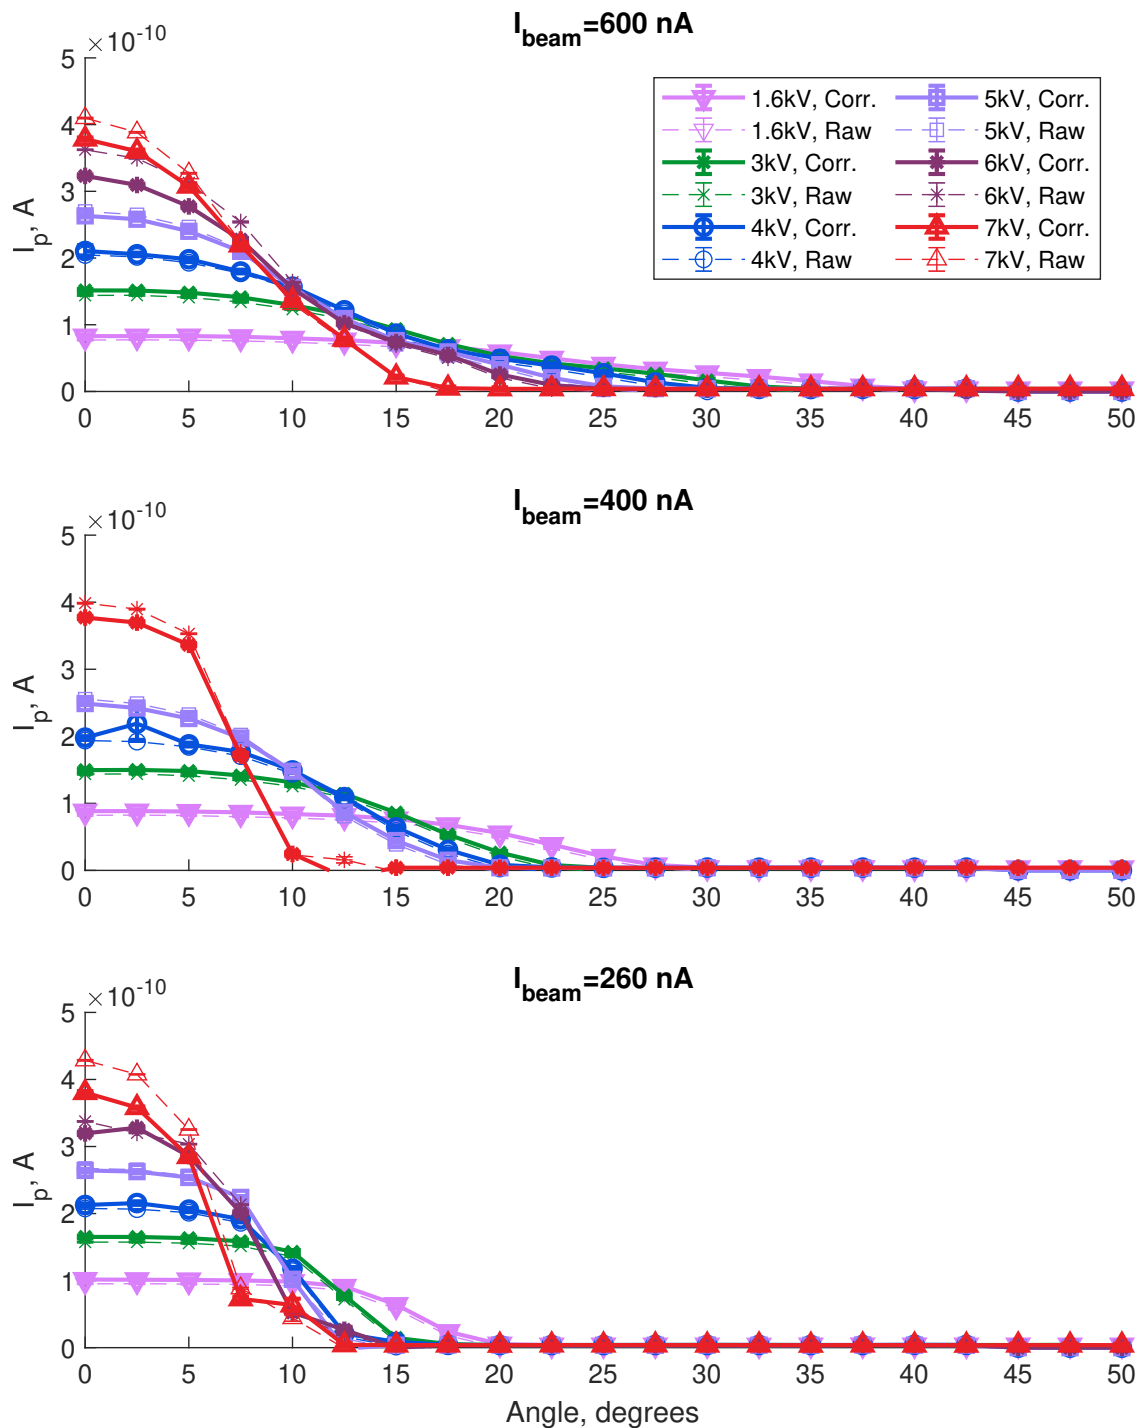 I_beam=600 nA
×10^-10
5
4
3
2
1
0
I_p, A
0 5 10 15 20 25 30 35 40 45 50
1.6kV, Corr.
1.6kV, Raw
3kV, Corr.
3kV, Raw
4kV, Corr.
4kV, Raw
5kV, Corr.
5kV, Raw
6kV, Corr.
6kV, Raw
7kV, Corr.
7kV, Raw
I_beam=400 nA
×10^-10
5
4
3
2
1
0
I_p, A
0 5 10 15 20 25 30 35 40 45 50
I_beam=260 nA
×10^-10
5
4
3
2
1
0
I_p, A
0 5 10 15 20 25 30 35 40 45 50
Angle, degrees